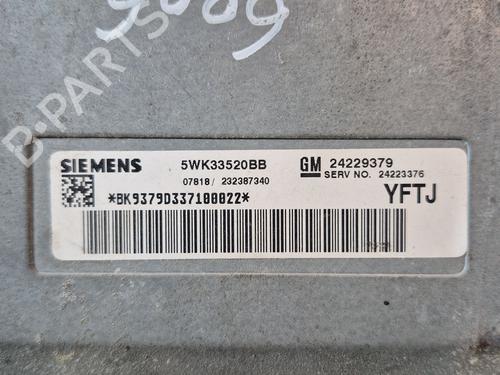 SIEMENS 5WK33520BB GM 24229379
07818 / 232387340 SERV NO. 24223376
*BK9379D337100022* YFTJ
B-PARTS